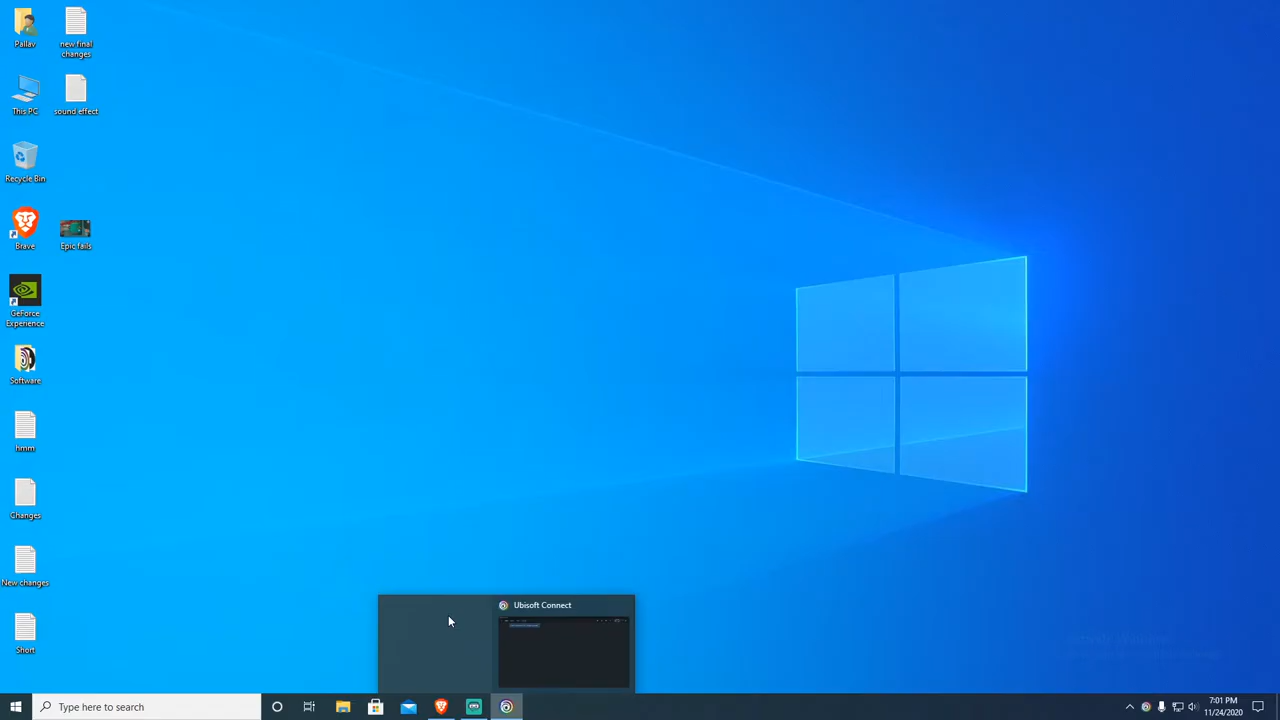 Pallav
new final
changes
This PC
sound effect
Recycle Bin
Brave
Epic fails
GeForce
Experience
Software
hmm
Changes
New changes
Short
Ubisoft Connect
Type here to search
7:01 PM
11/24/2020